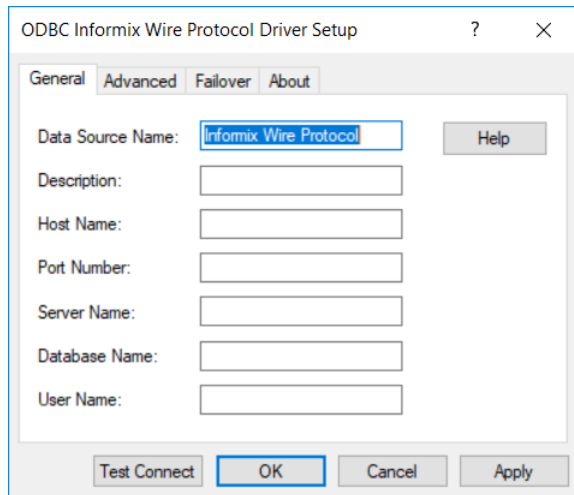 ODBC Informix Wire Protocol Driver Setup ?
General Advanced Failover About
Data Source Name: Informix Wire Protocol Help
Description:
Host Name:
Port Number:
Server Name:
Database Name:
User Name:
Test Connect OK Cancel Apply